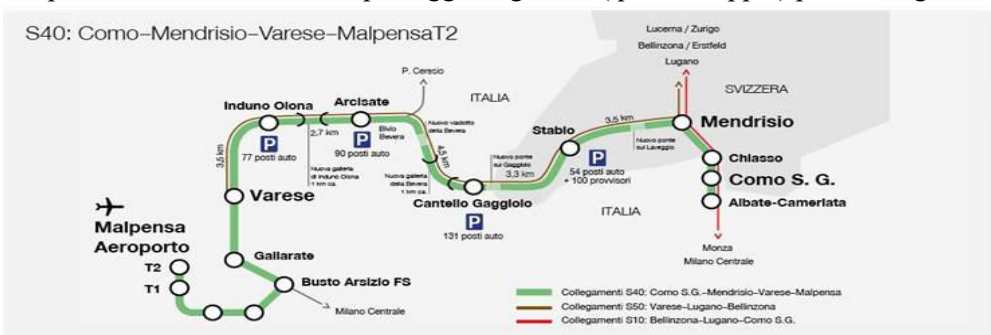 S40: Como–Mendrisio–Varese–MalpensaT2
Lucerna / Zurigo
Bellinzona / Erstfeld
Lugano
P. Ceresio
ITALIA
SVIZZERA
Induno Olona
Arcisate
Bivio
Bevera
Nuovo viadotto
della Bevera
2,7 km
P
77 posti auto
P
90 posti auto
3,5 km
Nuova galleria
di Induno Olona
1 km ca.
Nuova galleria
della Bevera
1 km ca.
4,5 km
Nuovo ponte
sul Gaggiolo
3,3 km
Stabio
3,5 km
Nuovo ponte
sul Laveggio
Mendrisio
P
54 posti auto
+ 100 provvisori
Chiasso
Como S. G.
Albate-Camerlata
Monza
Milano Centrale
ITALIA
Cantello Gaggiolo
P
131 posti auto
Varese
Malpensa
Aeroporto
T2
T1
Gallarate
Busto Arsizio FS
Milano Centrale
Collegamenti S40: Como S.G.–Mendrisio–Varese–Malpensa
Collegamenti S50: Varese–Lugano–Bellinzona
Collegamenti S10: Bellinzona–Lugano–Como S.G.